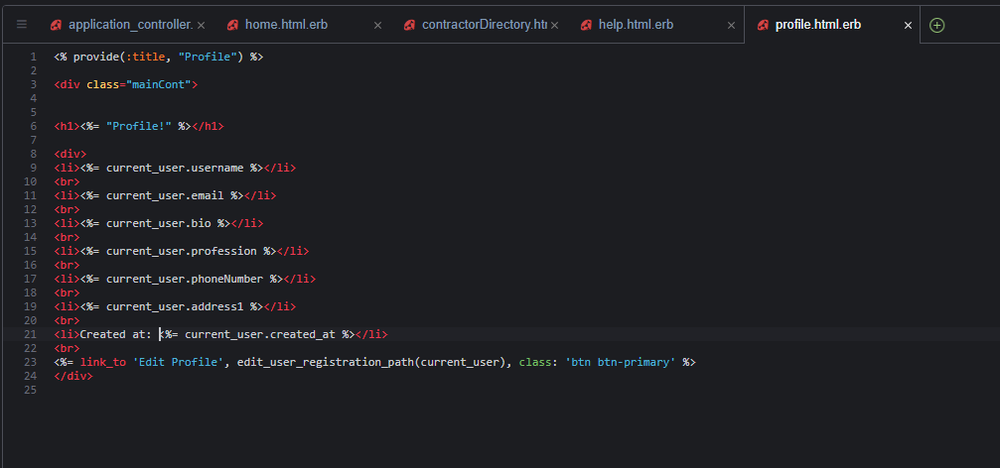 application_controller.
home.html.erb
contractorDirectory.htm
help.html.erb
profile.html.erb
1 <% provide(:title, "Profile") %>
2
3 <div class="mainCont">
4
5
6 <h1><%= "Profile!" %></h1>
7
8 <div>
9 <li><%= current_user.username %></li>
10 <br>
11 <li><%= current_user.email %></li>
12 <br>
13 <li><%= current_user.bio %></li>
14 <br>
15 <li><%= current_user.profession %></li>
16 <br>
17 <li><%= current_user.phoneNumber %></li>
18 <br>
19 <li><%= current_user.address1 %></li>
20 <br>
21 <li>Created at: <%= current_user.created_at %></li>
22 <br>
23 <%= link_to 'Edit Profile', edit_user_registration_path(current_user), class: 'btn btn-primary' %>
24 </div>
25